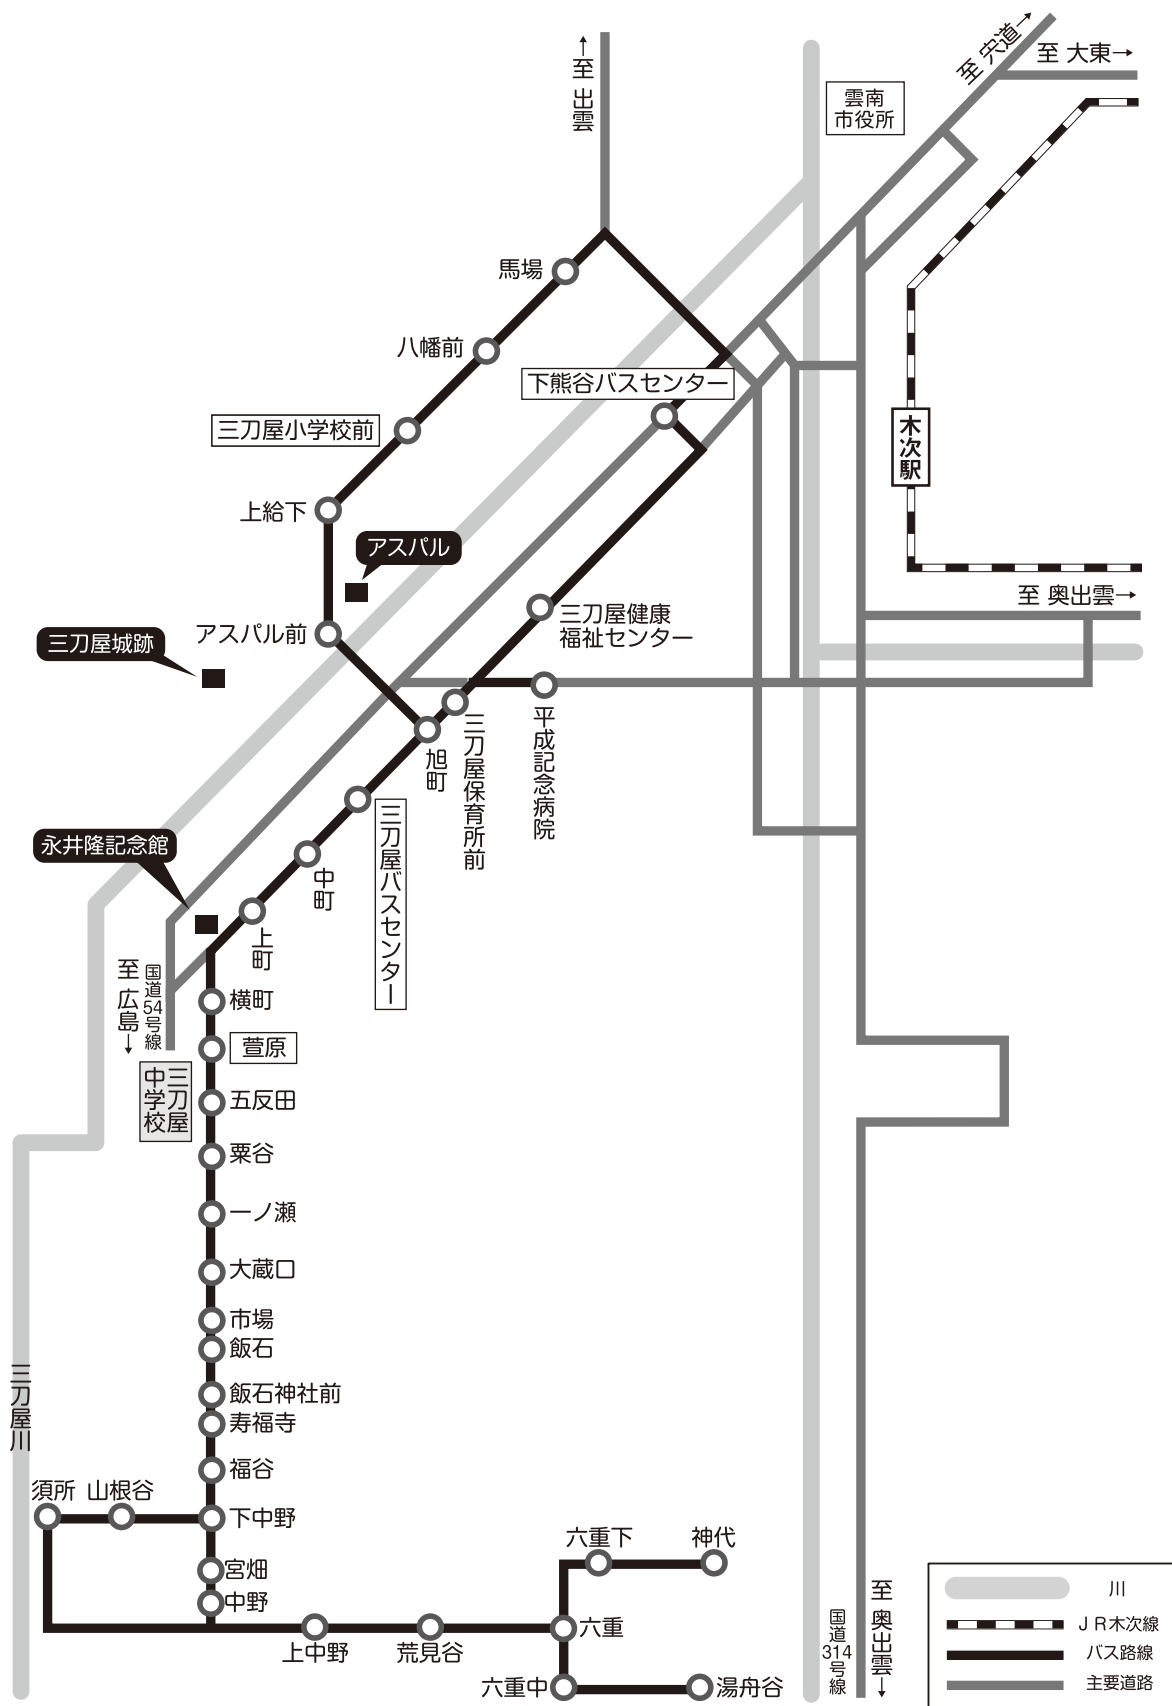 至 宍道→
至 大東→
←至 出雲
雲南
市役所
馬場
八幡前
下熊谷バスセンター
三刀屋小学校前
木次駅
上給下
アスパル
至 奥出雲→
三刀屋健康
福祉センター
アスパル前
三刀屋城跡
平成記念病院
三刀屋保育所前
旭町
三刀屋バスセンター
永井隆記念館
中町
上町
至 広島→
国道54号線
横町
萱原
三刀屋
中学校
五反田
粟谷
一ノ瀬
大蔵口
市場
飯石
三刀屋川
飯石神社前
寿福寺
福谷
須所
山根谷
下中野
六重下
神代
宮畑
中野
上中野
荒見谷
六重
六重中
湯舟谷
国道314号線
至 奥出雲→
川
ＪＲ木次線
バス路線
主要道路